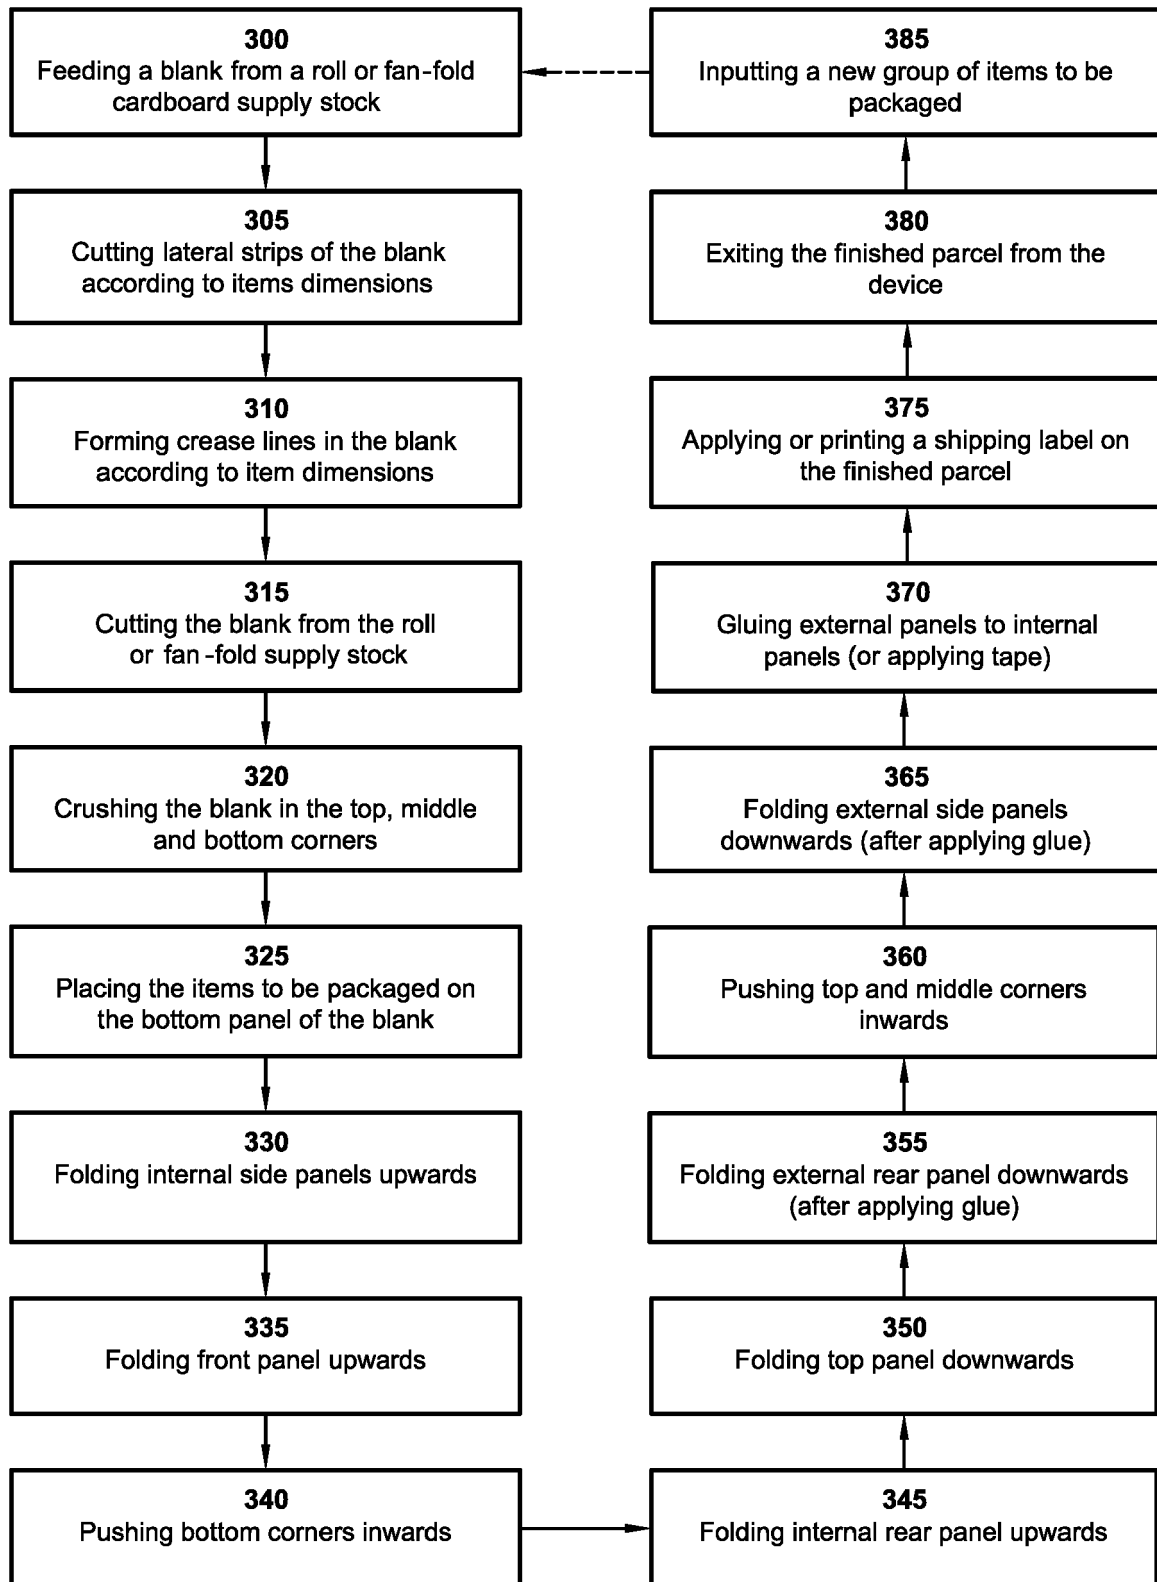 300
Feeding a blank from a roll or fan-fold
cardboard supply stock
305
Cutting lateral strips of the blank
according to items dimensions
310
Forming crease lines in the blank
according to item dimensions
315
Cutting the blank from the roll
or fan-fold supply stock
320
Crushing the blank in the top, middle
and bottom corners
325
Placing the items to be packaged on
the bottom panel of the blank
330
Folding internal side panels upwards
335
Folding front panel upwards
340
Pushing bottom corners inwards
345
Folding internal rear panel upwards
350
Folding top panel downwards
355
Folding external rear panel downwards
(after applying glue)
360
Pushing top and middle corners
inwards
365
Folding external side panels
downwards (after applying glue)
370
Gluing external panels to internal
panels (or applying tape)
375
Applying or printing a shipping label on
the finished parcel
380
Exiting the finished parcel from the
device
385
Inputting a new group of items to be
packaged